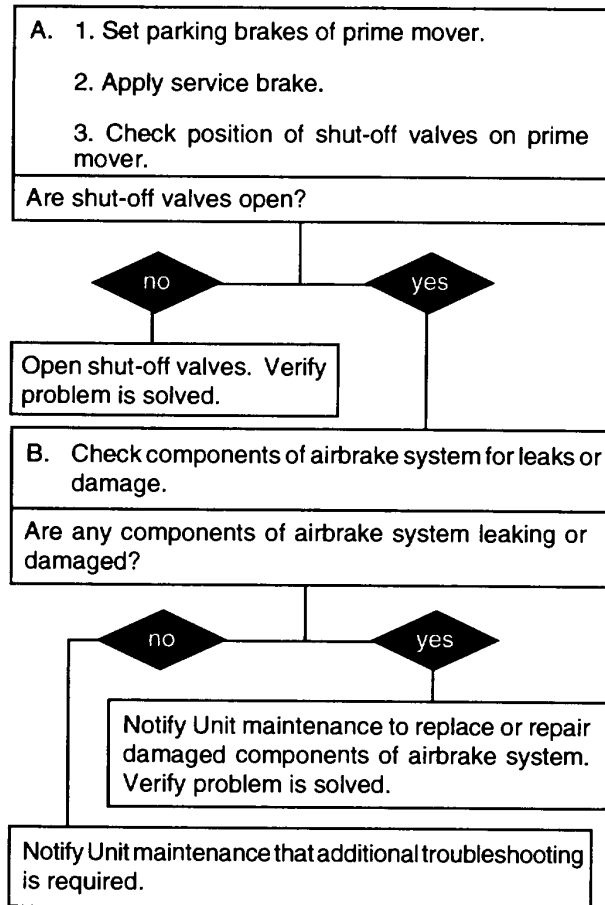 A. 1. Set parking brakes of prime mover.
2. Apply service brake.
3. Check position of shut-off valves on prime
mover.
Are shut-off valves open?
no
yes
Open shut-off valves. Verify
problem is solved.
B. Check components of airbrake system for leaks or
damage.
Are any components of airbrake system leaking or
damaged?
no
yes
Notify Unit maintenance to replace or repair
damaged components of airbrake system.
Verify problem is solved.
Notify Unit maintenance that additional troubleshooting
is required.